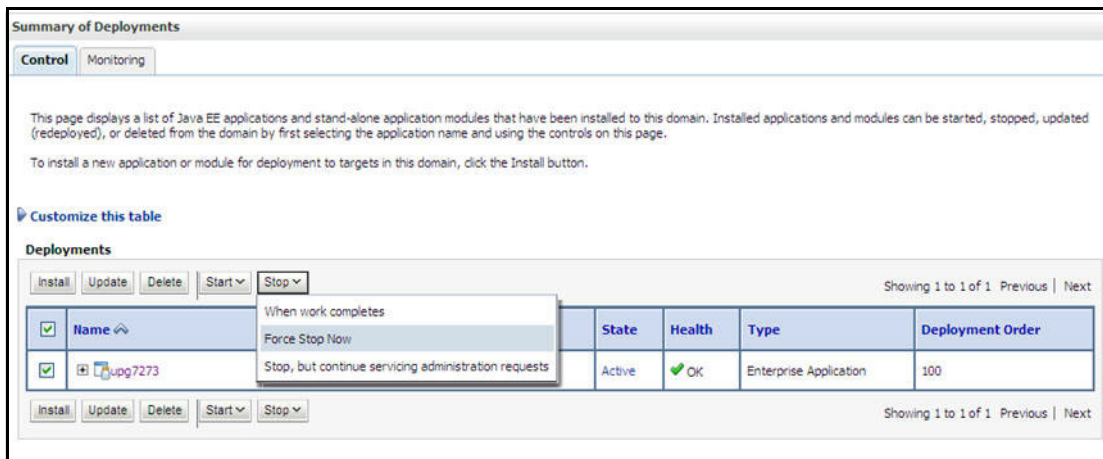 Summary of Deployments
Control Monitoring
This page displays a list of Java EE applications and stand-alone application modules that have been installed to this domain. Installed applications and modules can be started, stopped, updated
(redeployed), or deleted from the domain by first selecting the application name and using the controls on this page.
To install a new application or module for deployment to targets in this domain, click the Install button.
Customize this table
Deployments
Install Update Delete Start Stop Showing 1 to 1 of 1 Previous | Next
When work completes
Force Stop Now
Stop, but continue servicing administration requests
Name State Health Type Deployment Order
upg7273 Active OK Enterprise Application 100
Install Update Delete Start Stop Showing 1 to 1 of 1 Previous | Next